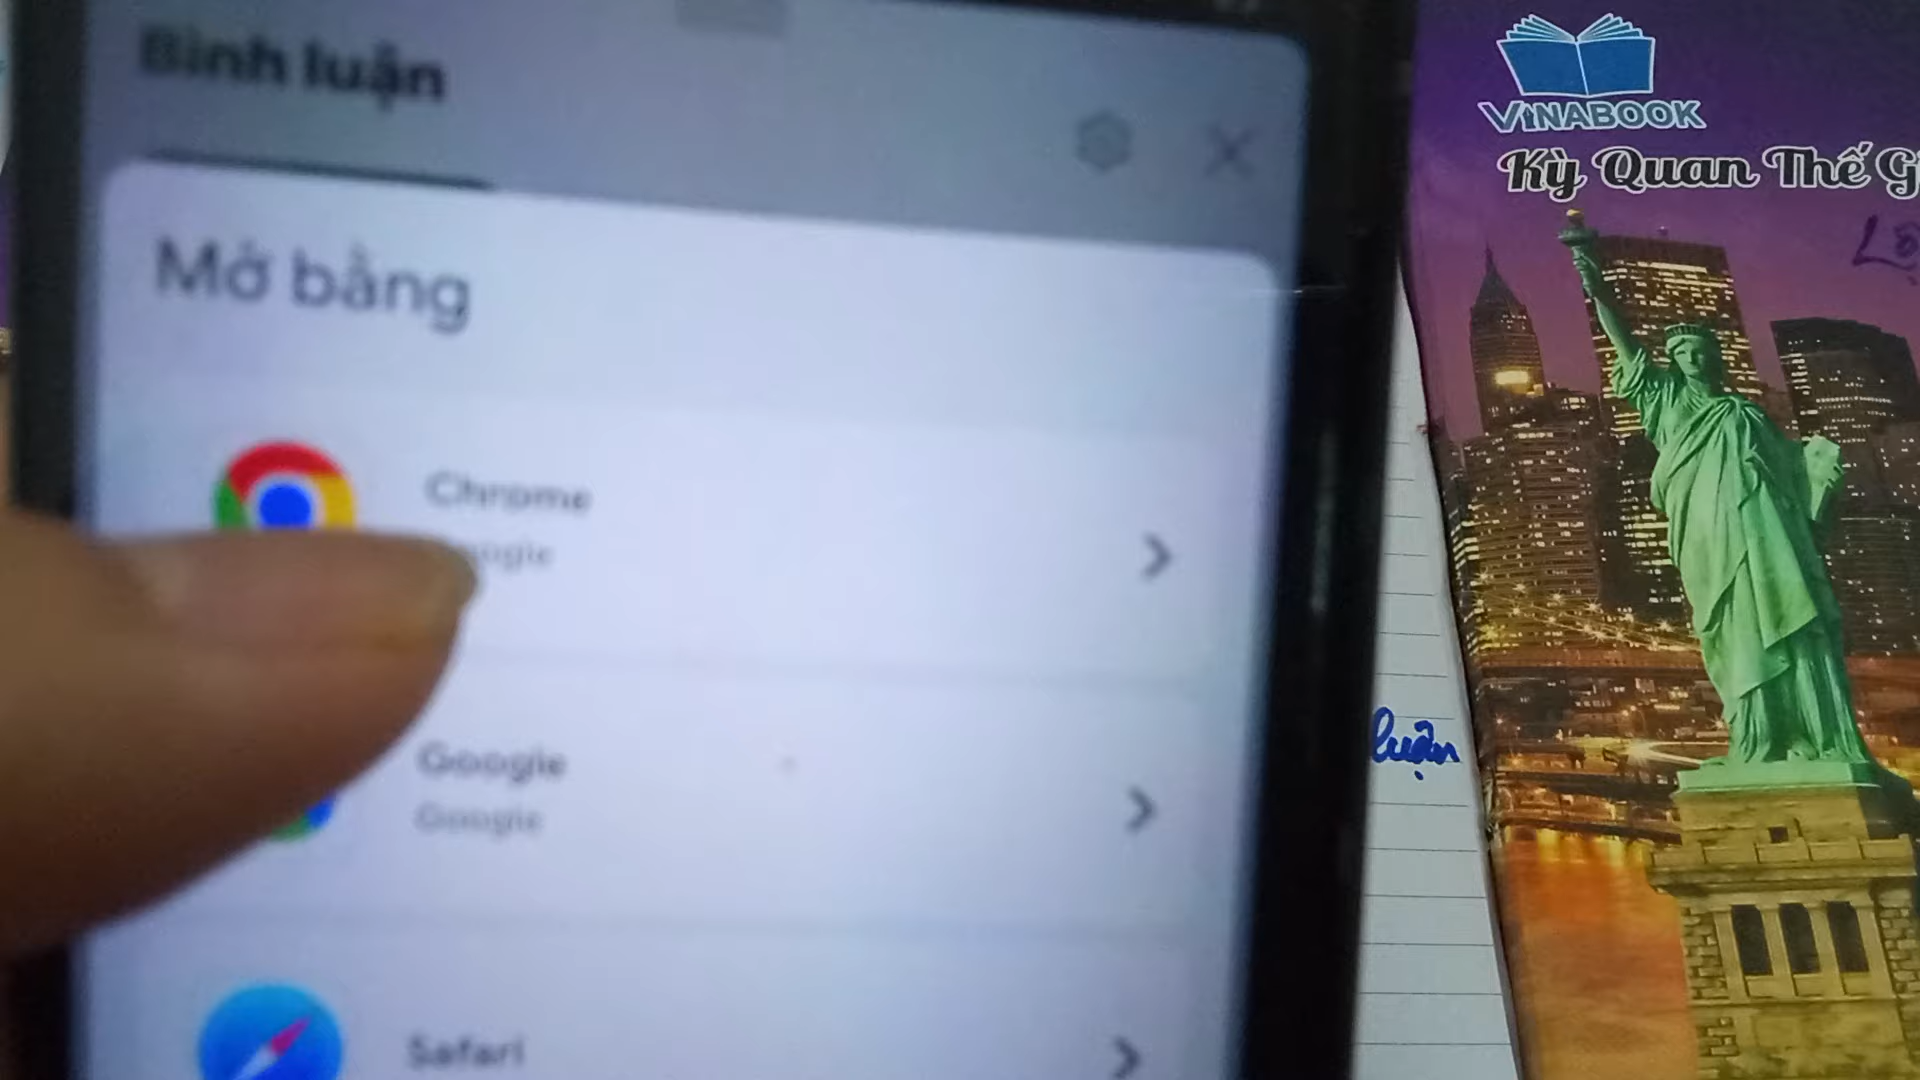 Bình luận
Mở bằng
Chrome
Google
Google
Safari
VINABOOK
Kỳ Quan Thế
luận